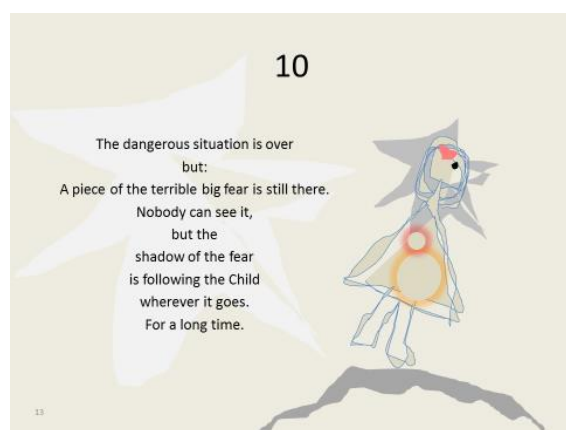 10
The dangerous situation is over
but:
A piece of the terrible big fear is still there.
Nobody can see it,
but the
shadow of the fear
is following the Child
wherever it goes.
For a long time.
13